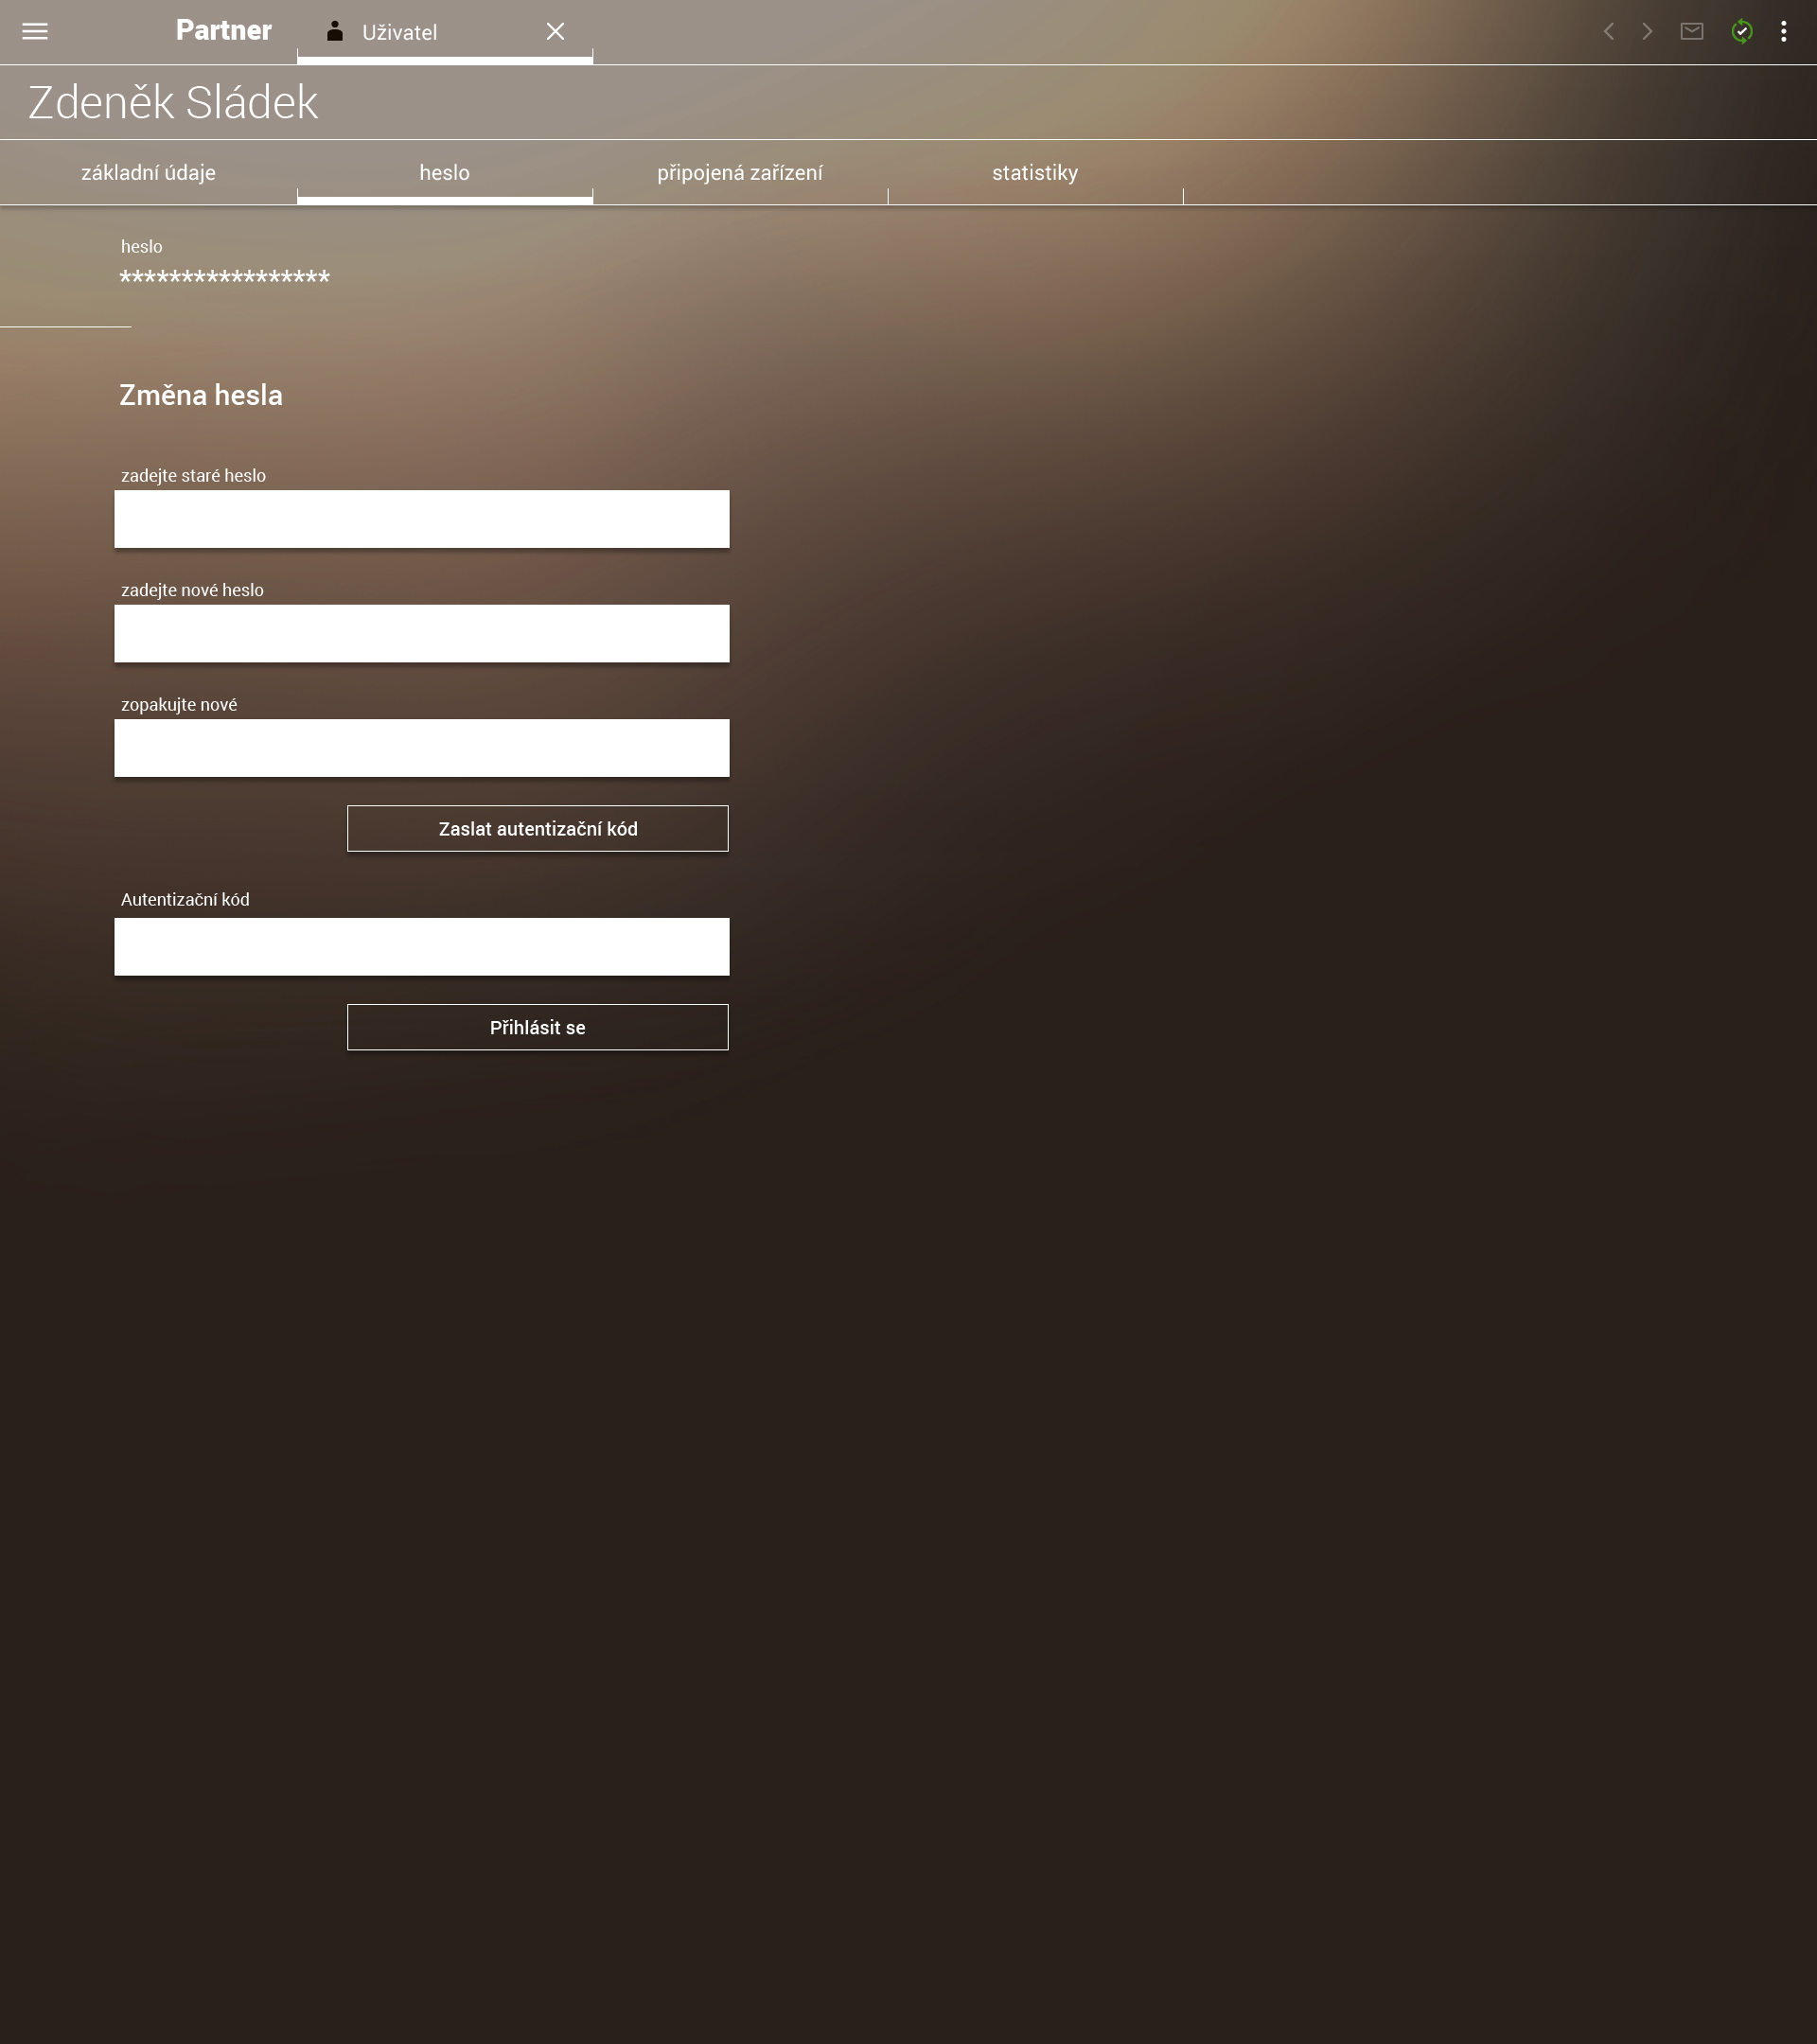 Partner
Uživatel
Zdeněk Sládek
základní údaje
heslo
připojená zařízení
statistiky
heslo
*****************
Změna hesla
zadejte staré heslo
zadejte nové heslo
zopakujte nové
Zaslat autentizační kód
Autentizační kód
Přihlásit se